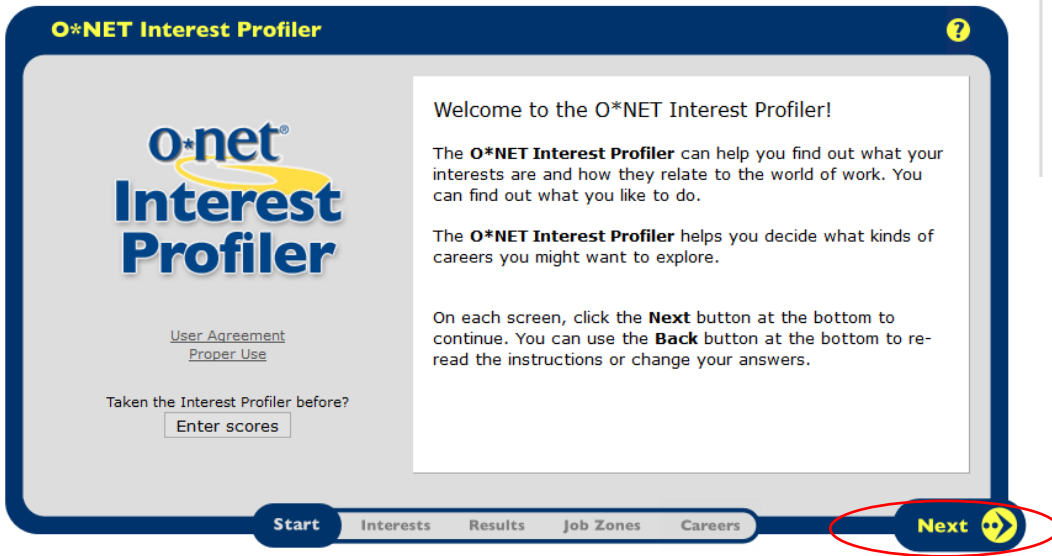 O*NET Interest Profiler
?
o*net®
Interest
Profiler
User Agreement
Proper Use
Taken the Interest Profiler before?
Enter scores
Welcome to the O*NET Interest Profiler!
The O*NET Interest Profiler can help you find out what your
interests are and how they relate to the world of work. You
can find out what you like to do.
The O*NET Interest Profiler helps you decide what kinds of
careers you might want to explore.
On each screen, click the Next button at the bottom to
continue. You can use the Back button at the bottom to re-
read the instructions or change your answers.
Start Interests Results Job Zones Careers
Next